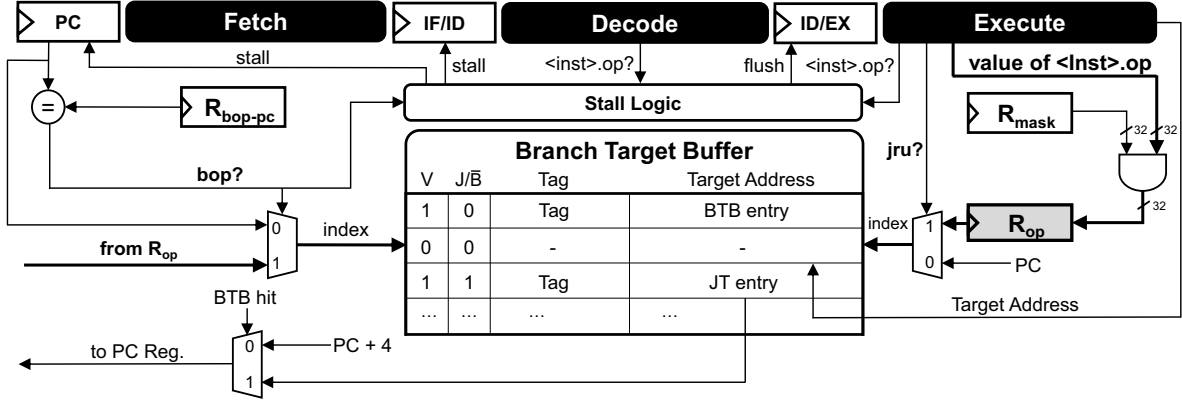 PC
Fetch
IF/ID
Decode
ID/EX
Execute
stall
stall
<inst>.op?
flush
<inst>.op?
value of <Inst>.op
=
R_bop-pc
Stall Logic
R_mask
32
32
Branch Target Buffer
jru?
bop?
V J/B̅ Tag Target Address
1 0 Tag BTB entry
32
0
index
index
1
R_op
from R_op
1
0 0 - -
0
PC
1 1 Tag JT entry
BTB hit
Target Address
... ... ... ...
to PC Reg.
0
PC + 4
1